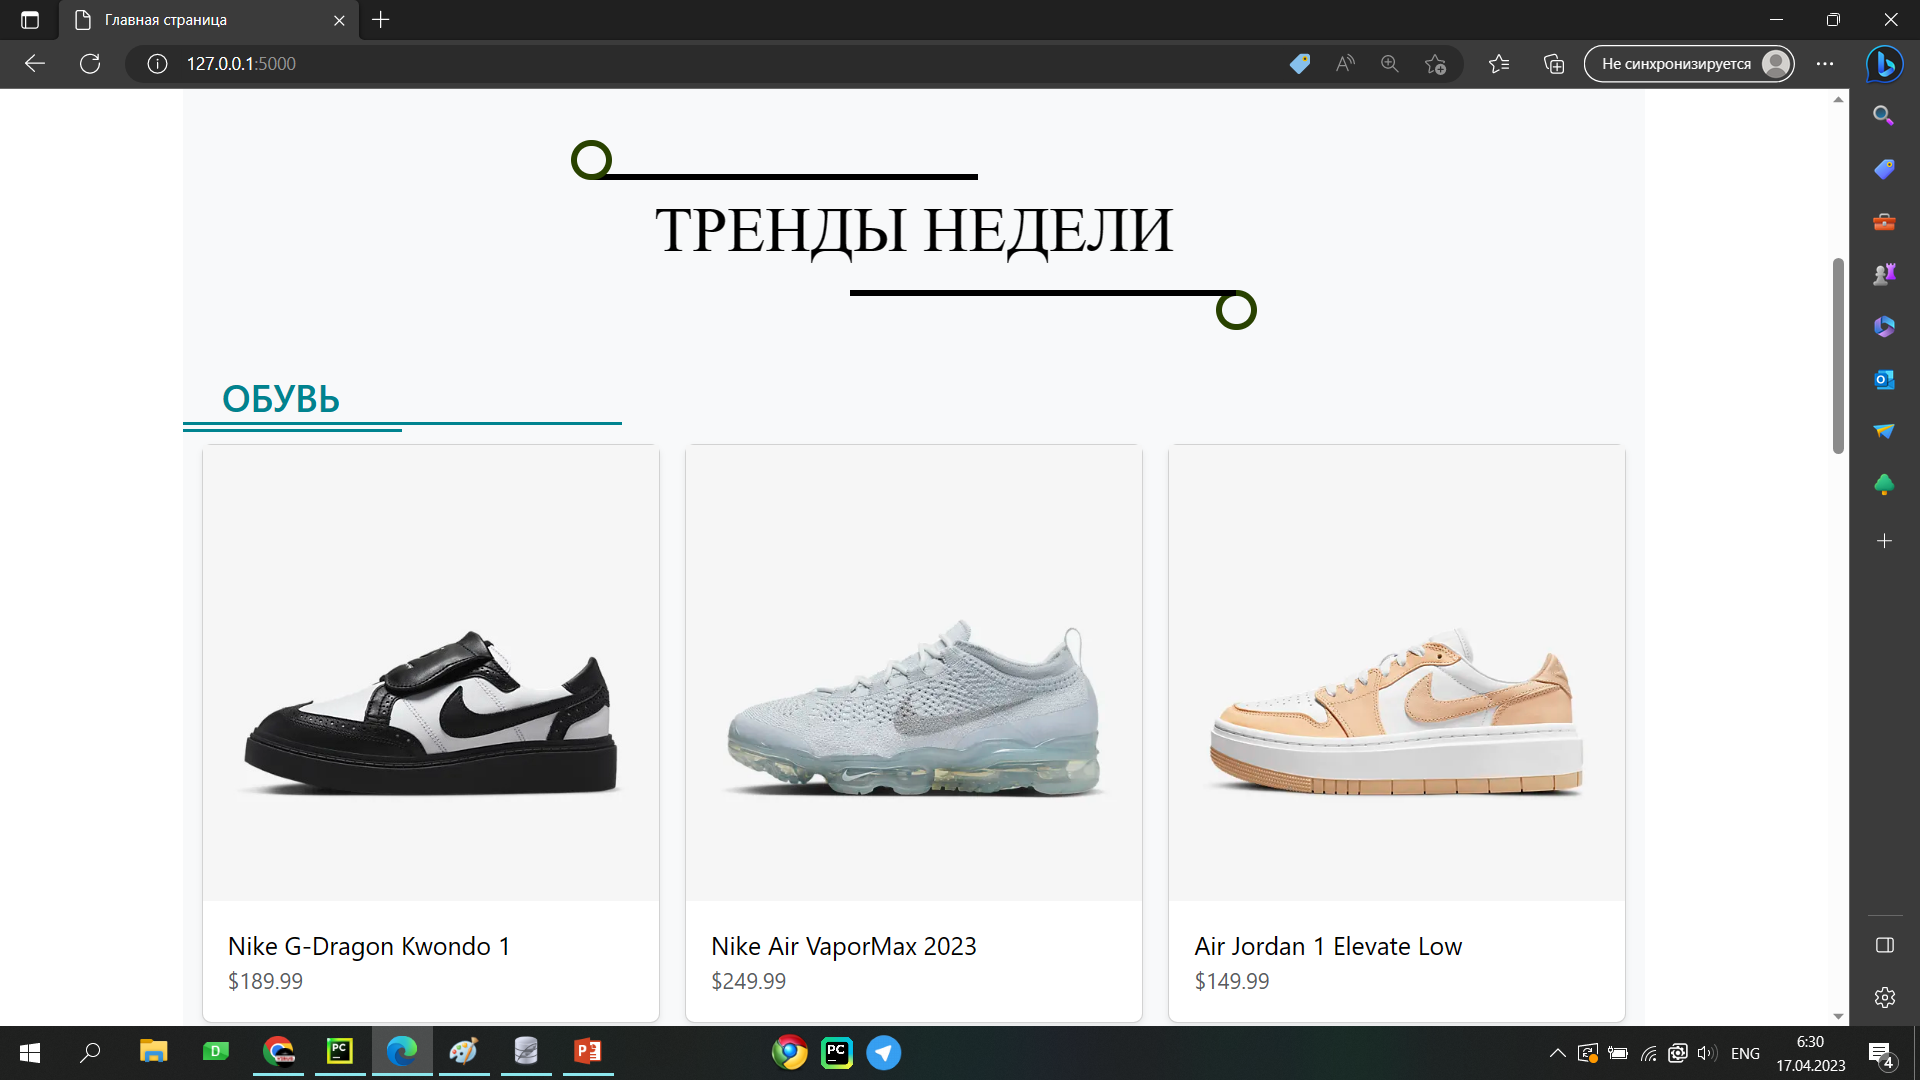 Главная страница
127.0.0.1:5000
Не синхронизируется
ТРЕНДЫ НЕДЕЛИ
ОБУВЬ
Nike G-Dragon Kwondo 1
$189.99
Nike Air VaporMax 2023
$249.99
Air Jordan 1 Elevate Low
$149.99
ENG
6:30
17.04.2023
4